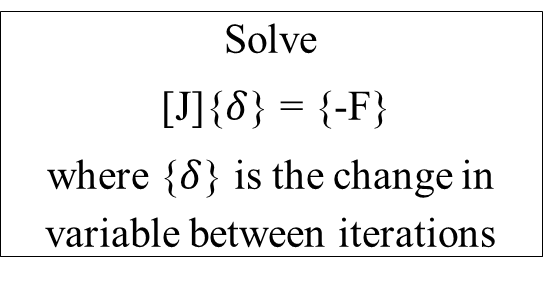 Solve
[J]{δ} = {-F}
where {δ} is the change in
variable between iterations